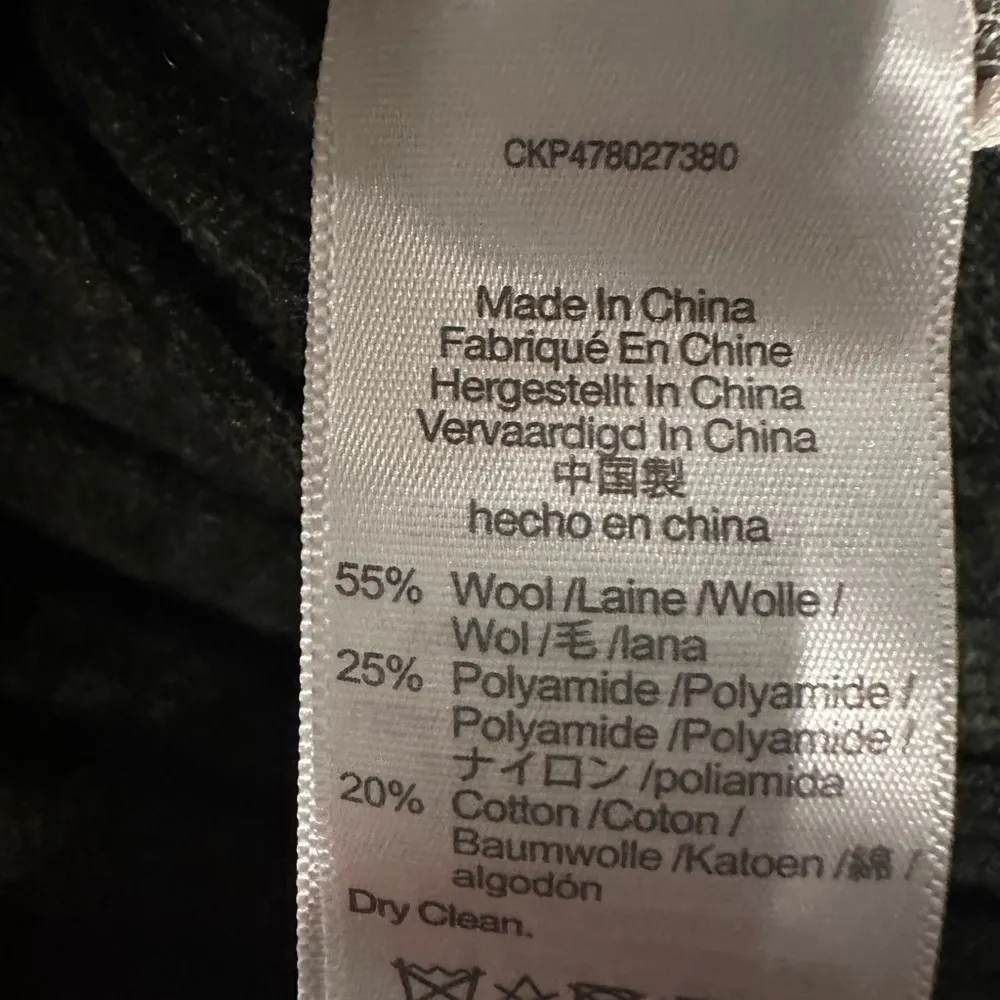 CKP478027380
Made In China
Fabriqué En Chine
Hergestellt In China
Vervaardigd In China
中国製
hecho en china
55% Wool /Laine /Wolle /
Wol /毛 /lana
25% Polyamide /Polyamide /
Polyamide /Polyamide /
ナイロン /poliamida
20% Cotton /Coton /
Baumwolle /Katoen /綿 /
algodón
Dry Clean.